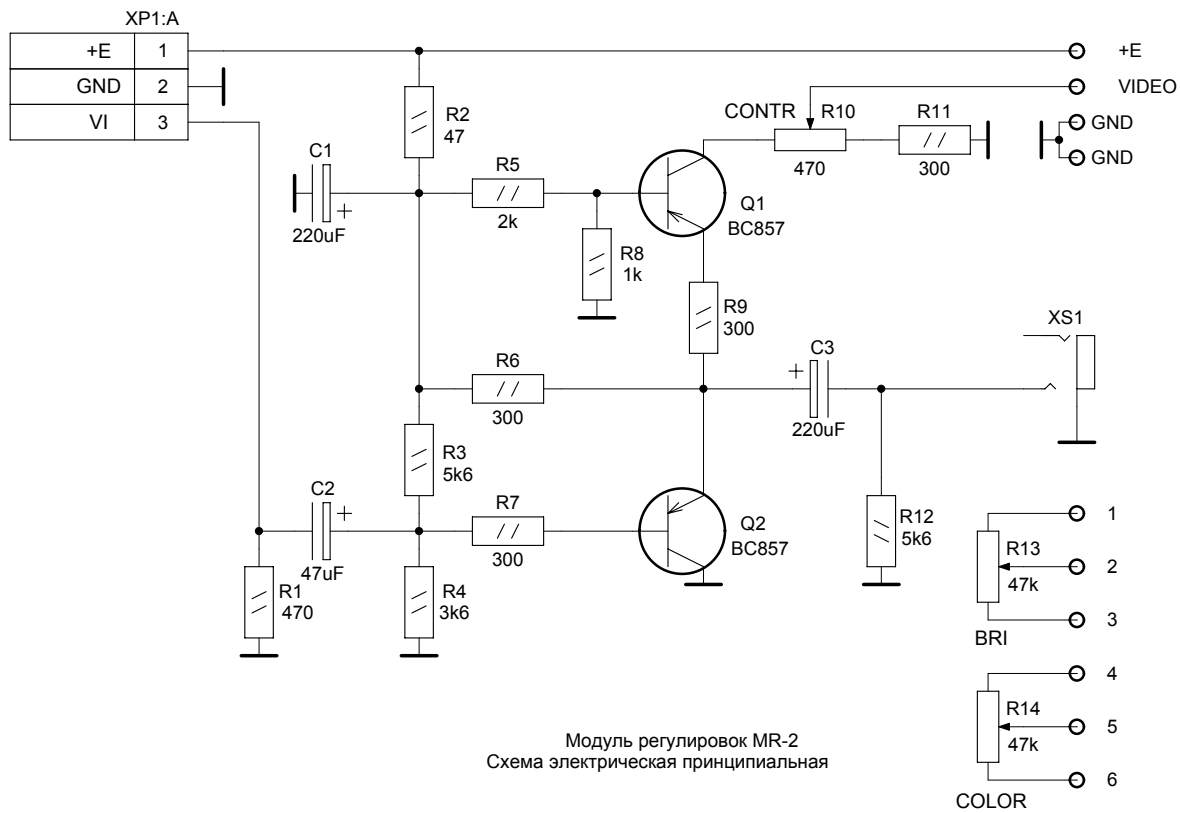 XP1:A
+E 1
GND 2
VI 3
+E
VIDEO
GND
GND
CONTR R10
470
R11
300
R2
47
C1
+
220uF
R5
2k
Q1
BC857
R8
1k
R9
300
XS1
R6
300
C3
+
220uF
R3
5k6
C2
+
47uF
R7
300
Q2
BC857
R12
5k6
R1
470
R4
3k6
1
R13
47k
2
3
BRI
4
R14
47k
5
6
COLOR
Модуль регулировок MR-2
Схема электрическая принципиальная